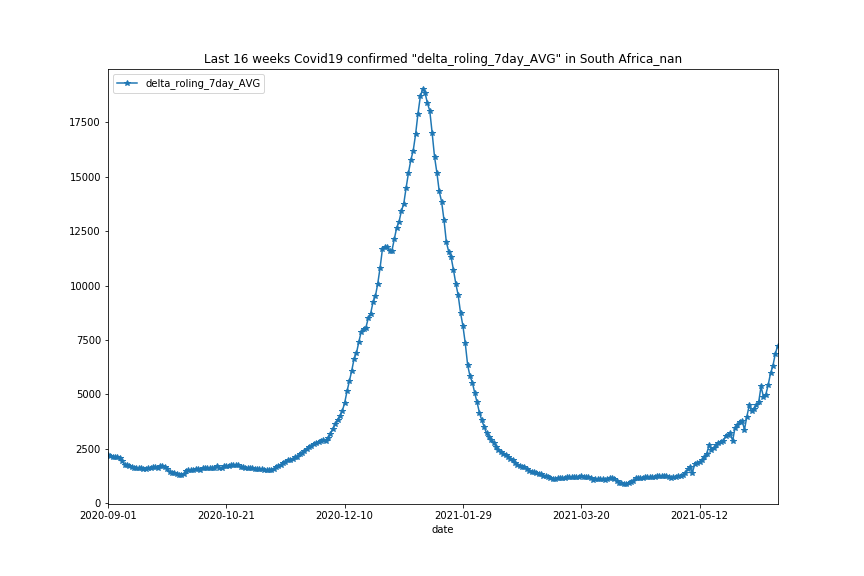 Last 16 weeks Covid19 confirmed "delta_roling_7day_AVG" in South Africa_nan
delta_roling_7day_AVG
17500
15000
12500
10000
7500
5000
2500
0
2020-09-01 2020-10-21 2020-12-10 2021-01-29 2021-03-20 2021-05-12
date